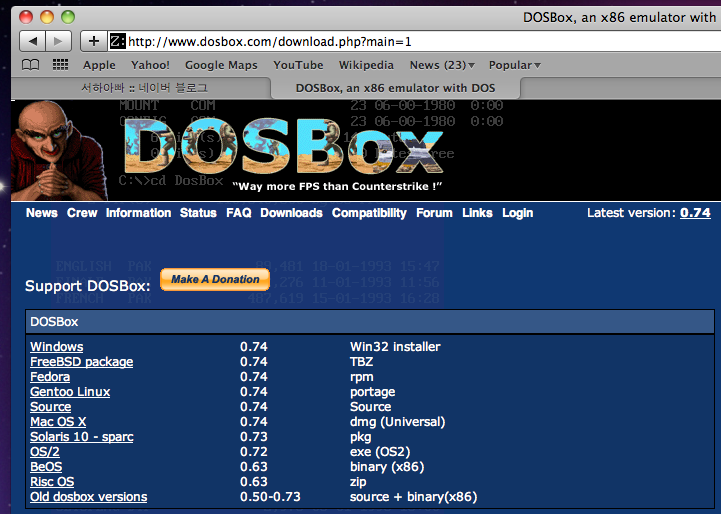 DOSBox, an x86 emulator with
Z: http://www.dosbox.com/download.php?main=1
Apple Yahoo! Google Maps YouTube Wikipedia News (23) Popular
서하아빠 :: 네이버 블로그 DOSBox, an x86 emulator with DOS
MOUNT COM 23 06-00-1980 0:00
COM 23 06-00-1980 0:00
DOSBox
C:\>cd DosBox
“Way more FPS than Counterstrike !”
News Crew Information Status FAQ Downloads Compatibility Forum Links Login Latest version: 0.74
ENGLISH PAK 99,481 18-01-1993 15:47
11-01-1993 11:56
FRENCH PAK 487,619 15-01-1993 16:28
Support DOSBox: Make A Donation
DOSBox
Windows 0.74 Win32 installer
FreeBSD package 0.74 TBZ
Fedora 0.74 rpm
Gentoo Linux 0.74 portage
Source 0.74 Source
Mac OS X 0.74 dmg (Universal)
Solaris 10 - sparc 0.73 pkg
OS/2 0.72 exe (OS2)
BeOS 0.63 binary (x86)
Risc OS 0.63 zip
Old dosbox versions 0.50-0.73 source + binary(x86)